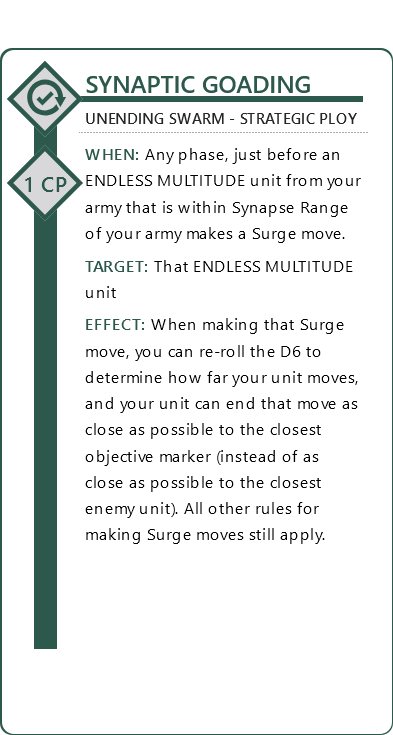 SYNAPTIC GOADING
UNENDING SWARM - STRATEGIC PLOY
1 CP
WHEN: Any phase, just before an
ENDLESS MULTITUDE unit from your
army that is within Synapse Range
of your army makes a Surge move.
TARGET: That ENDLESS MULTITUDE
unit
EFFECT: When making that Surge
move, you can re-roll the D6 to
determine how far your unit moves,
and your unit can end that move as
close as possible to the closest
objective marker (instead of as
close as possible to the closest
enemy unit). All other rules for
making Surge moves still apply.